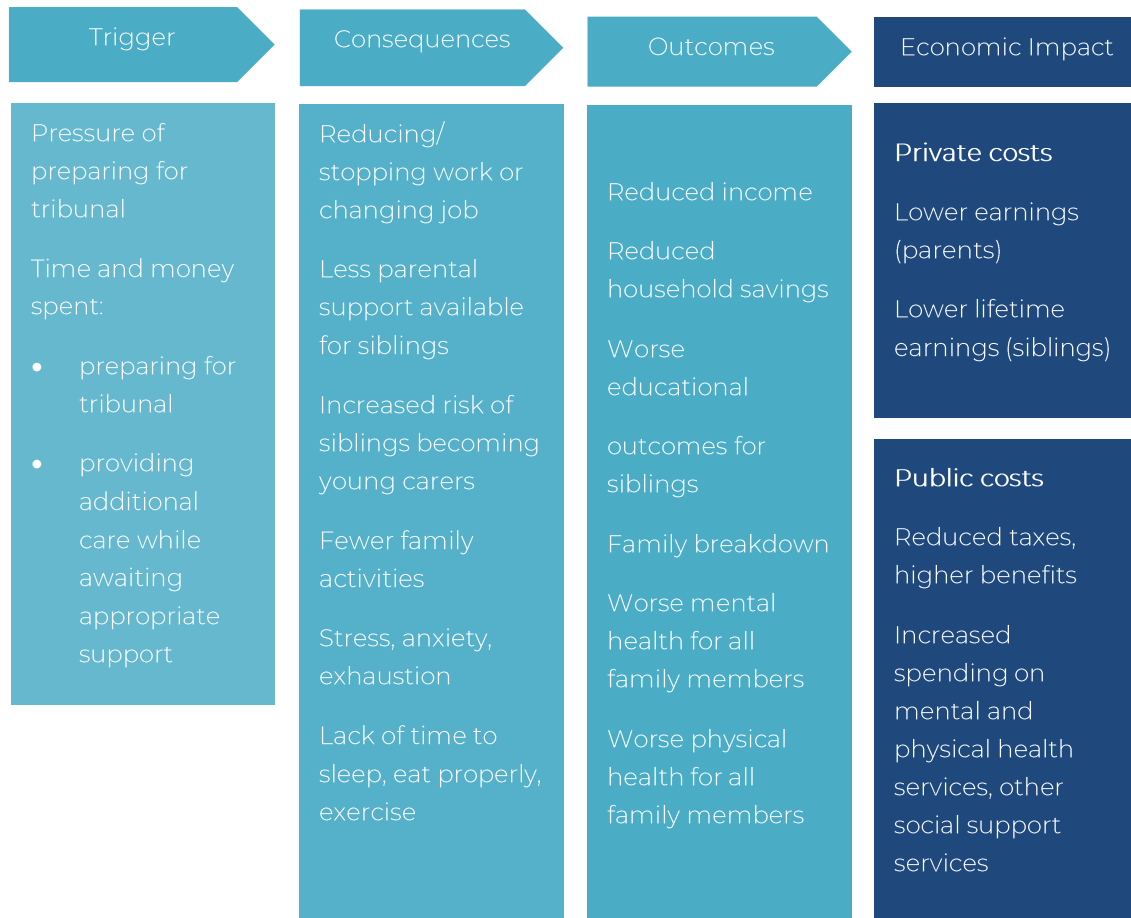 Trigger
Pressure of
preparing for
tribunal
Time and money
spent:
• preparing for
tribunal
• providing
additional
care while
awaiting
appropriate
support
Consequences
Reducing/
stopping work or
changing job
Less parental
support available
for siblings
Increased risk of
siblings becoming
young carers
Fewer family
activities
Stress, anxiety,
exhaustion
Lack of time to
sleep, eat properly,
exercise
Outcomes
Reduced income
Reduced
household savings
Worse
educational
outcomes for
siblings
Family breakdown
Worse mental
health for all
family members
Worse physical
health for all
family members
Economic Impact
Private costs
Lower earnings
(parents)
Lower lifetime
earnings (siblings)
Public costs
Reduced taxes,
higher benefits
Increased
spending on
mental and
physical health
services, other
social support
services